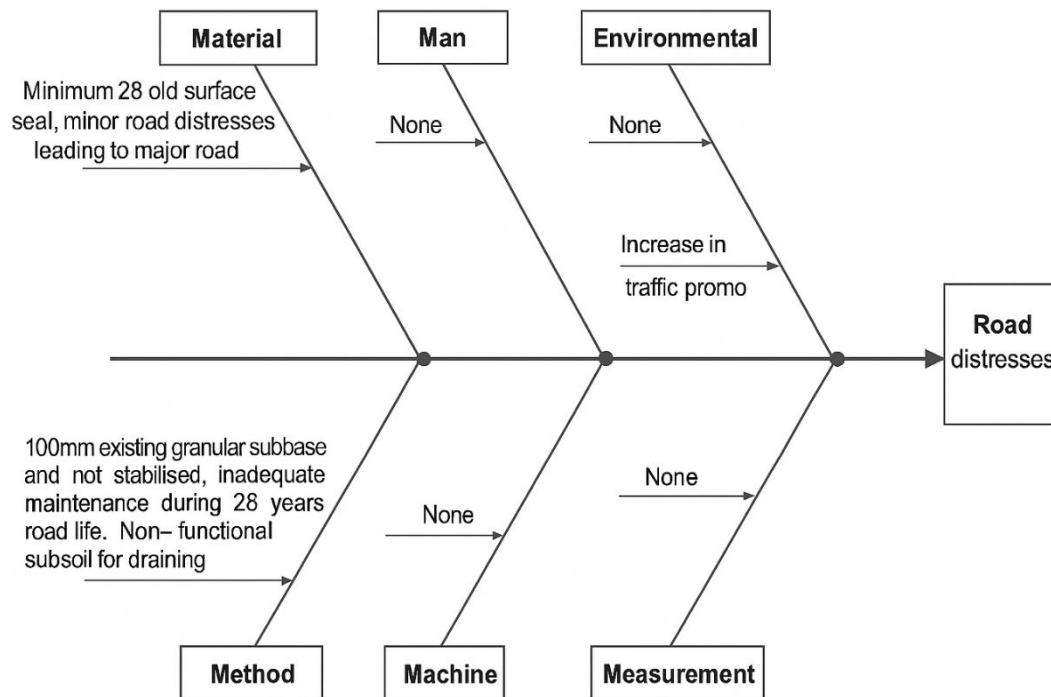 Material
Man
Environmental
Minimum 28 old surface
seal, minor road distresses
leading to major road
None
None
Increase in
traffic promo
Road
distresses
100mm existing granular subbase
and not stabilised, inadequate
maintenance during 28 years
road life. Non– functional
subsoil for draining
None
None
Method
Machine
Measurement